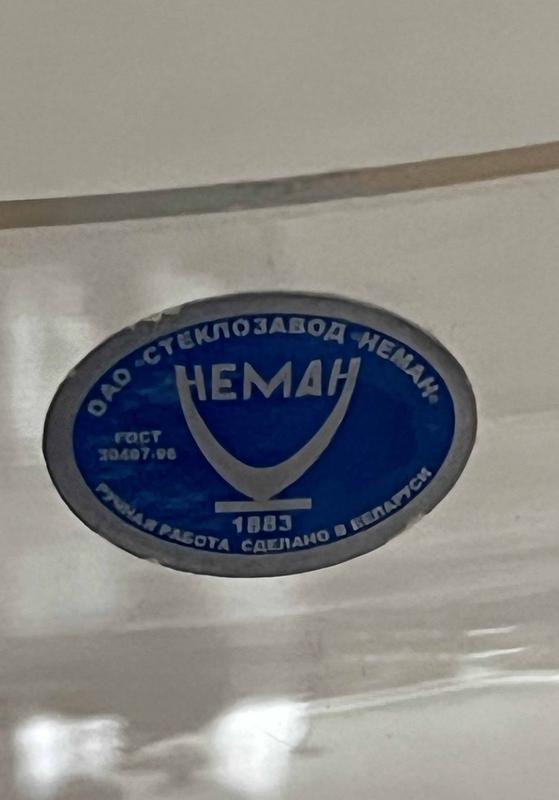 ОАО «СТЕКЛОЗАВОД «НЕМАН»
НЕМАН
ГОСТ
30407-96
1883
РУЧНАЯ РАБОТА СДЕЛАНО В БЕЛАРУСИ